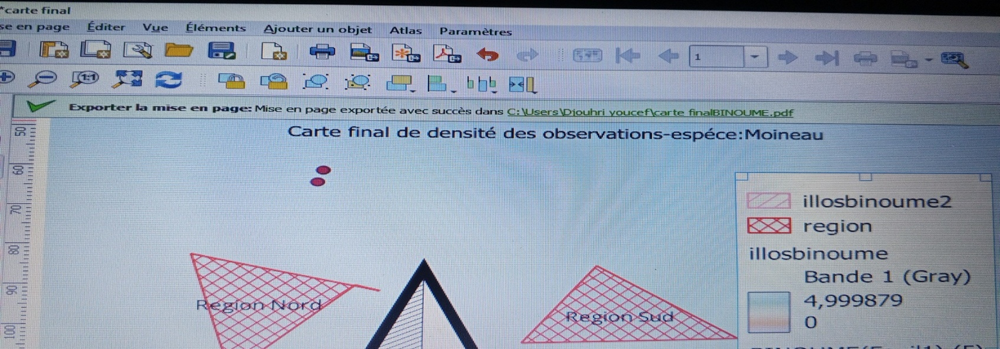 *carte final
se en page Éditer Vue Éléments Ajouter un objet Atlas Paramètres
1
1:1
Exporter la mise en page: Mise en page exportée avec succès dans C:\Users\Djouhri youcef\carte finalBINOUME.pdf
50
Carte final de densité des observations-espéce:Moineau
60
70
80
90
100
Region Nord
Region Sud
illosbinoume2
region
illosbinoume
Bande 1 (Gray)
4,999879
0